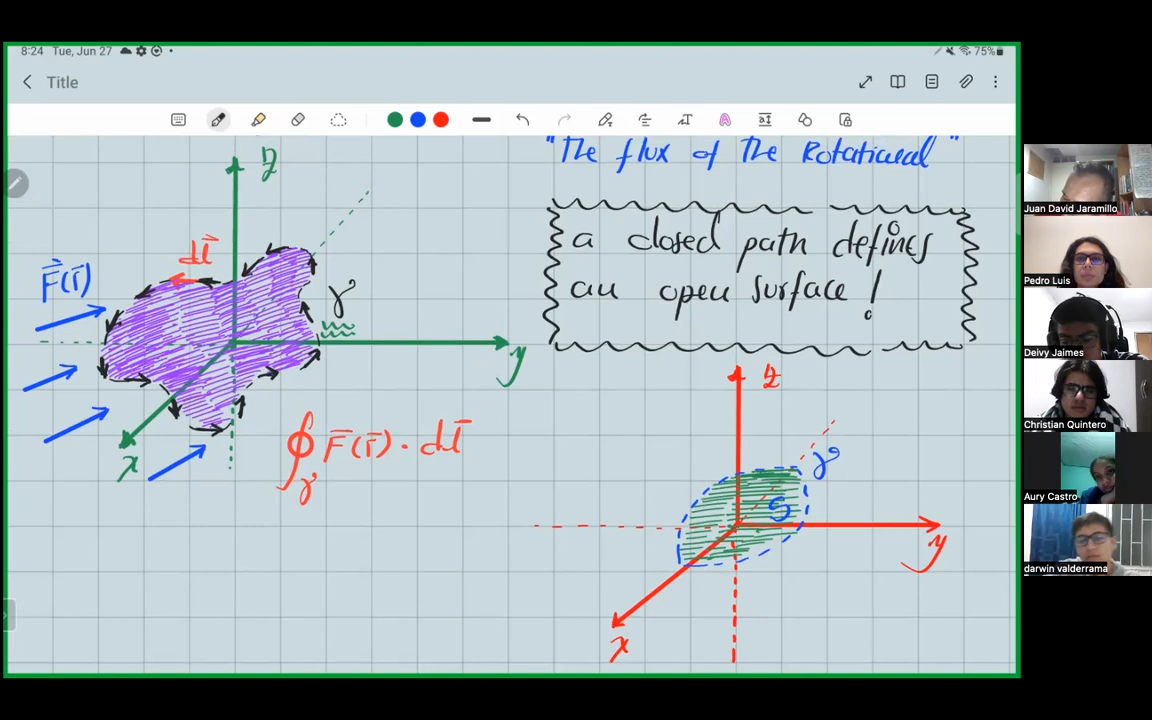 8:24 Tue, Jun 27
75%
Title
"The flux of the Rotational"
a closed path defines
an open surface!
z
dl
F(r)
γ
y
x
∮γ F(r) · dl
z
γ
S
y
x
Juan David Jaramillo
Pedro Luis
Deivy Jaimes
Christian Quintero
Aury Castro
darwin valderrama